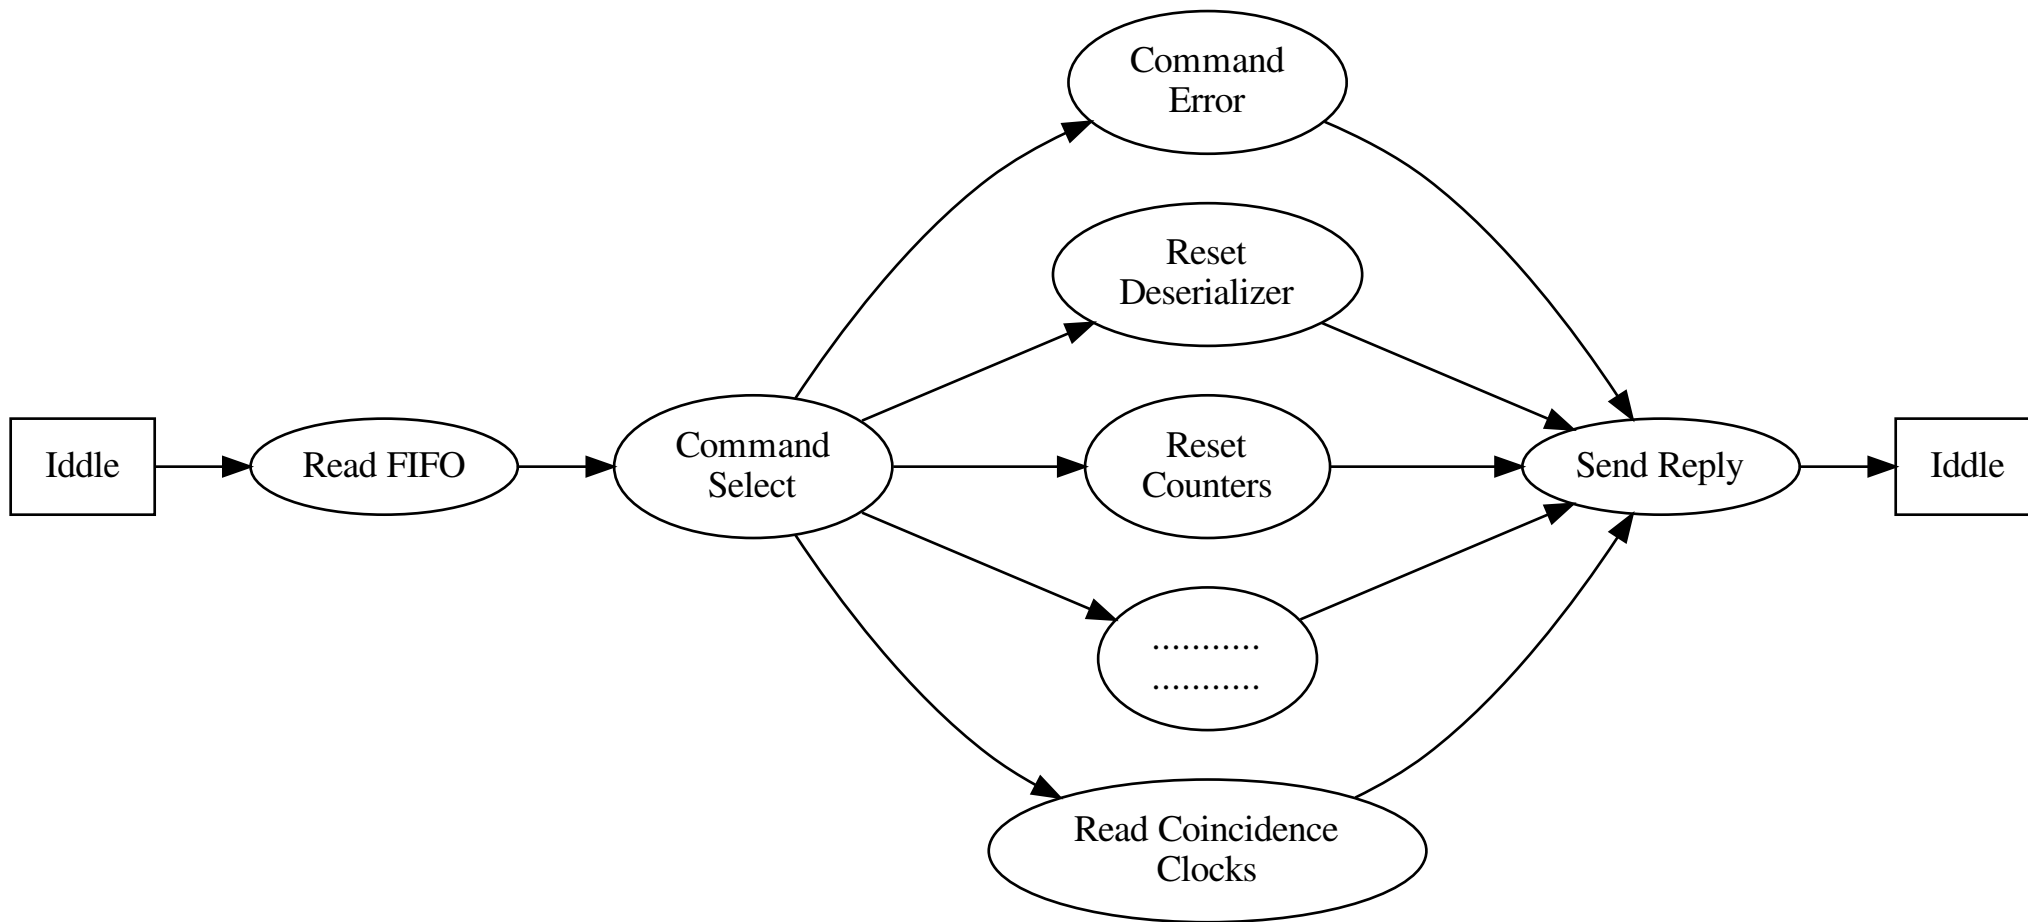 Iddle
Read FIFO
Command
Select
Command
Error
Reset
Deserializer
Reset
Counters
...........
...........
Read Coincidence
Clocks
Send Reply
Iddle